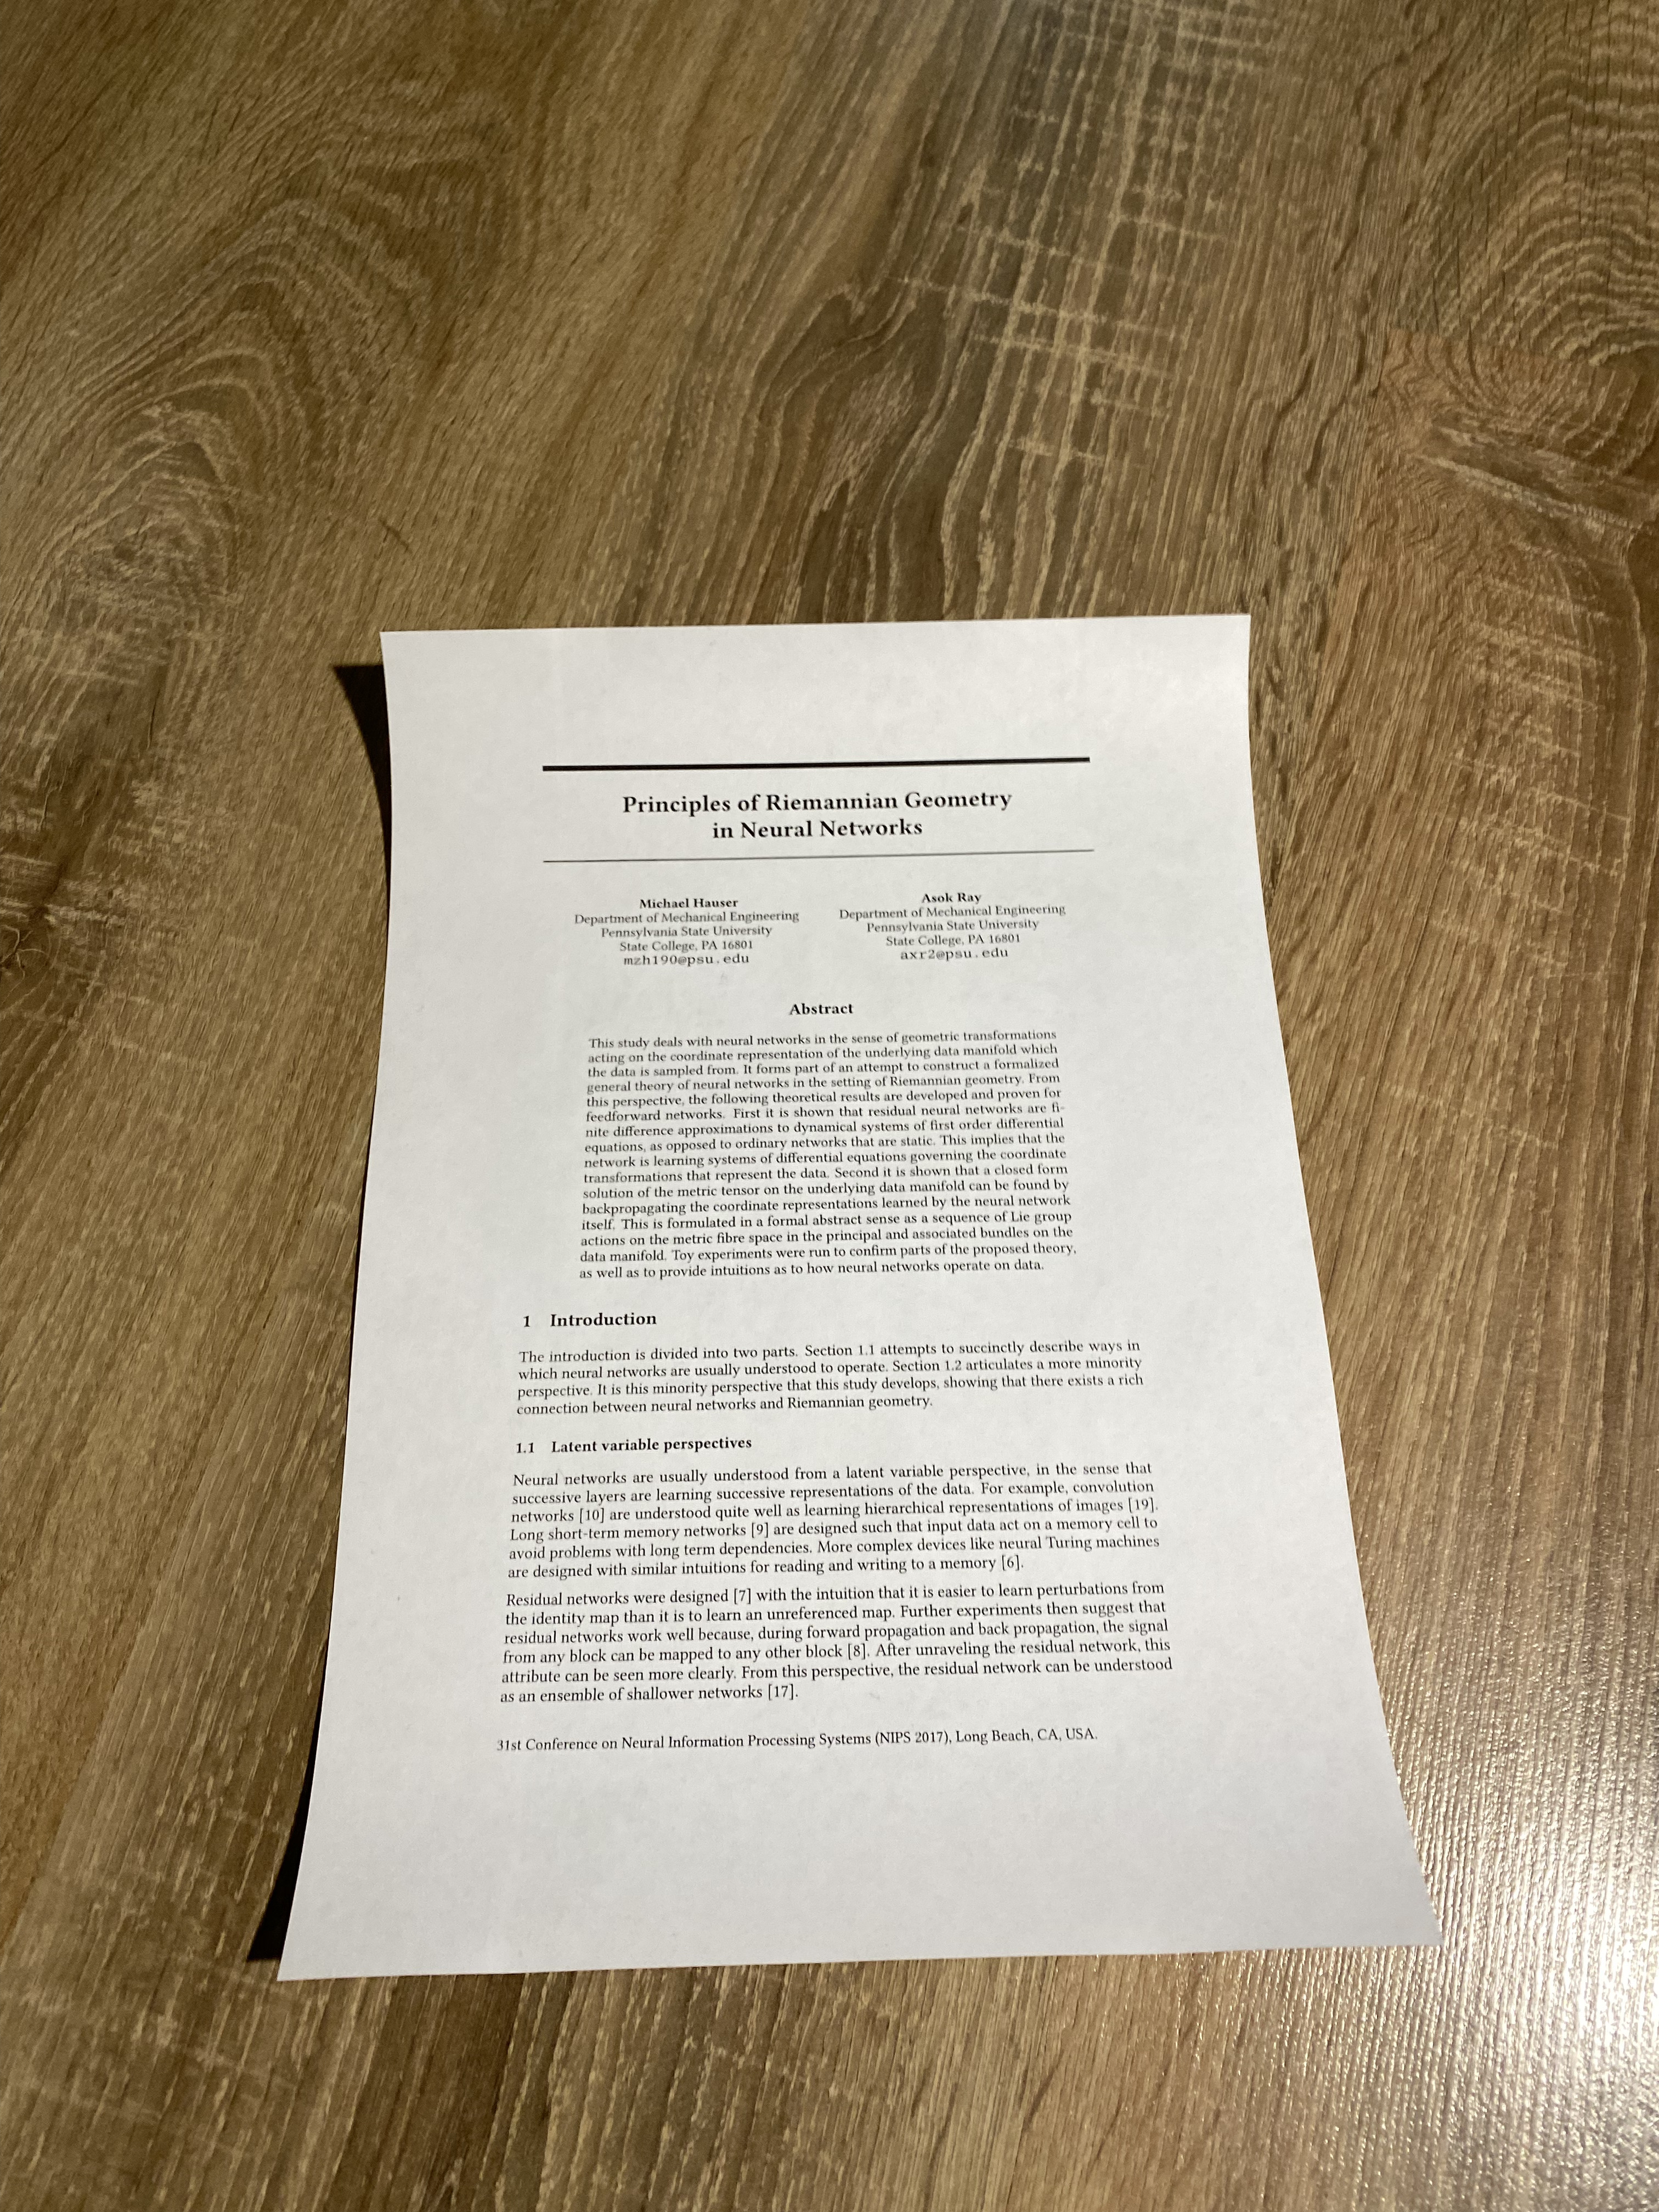 Principles of Riemannian Geometry
in Neural Networks
Michael Hauser
Department of Mechanical Engineering
Pennsylvania State University
State College, PA 16801
mzh190@psu.edu
Asok Ray
Department of Mechanical Engineering
Pennsylvania State University
State College, PA 16801
axr2@psu.edu
Abstract
This study deals with neural networks in the sense of geometric transformations
acting on the coordinate representation of the underlying data manifold which
the data is sampled from. It forms part of an attempt to construct a formalized
general theory of neural networks in the setting of Riemannian geometry. From
this perspective, the following theoretical results are developed and proven for
feedforward networks. First it is shown that residual neural networks are fi-
nite difference approximations to dynamical systems of first order differential
equations, as opposed to ordinary networks that are static. This implies that the
network is learning systems of differential equations governing the coordinate
transformations that represent the data. Second it is shown that a closed form
solution of the metric tensor on the underlying data manifold can be found by
backpropagating the coordinate representations learned by the neural network
itself. This is formulated in a formal abstract sense as a sequence of Lie group
actions on the metric fibre space in the principal and associated bundles on the
data manifold. Toy experiments were run to confirm parts of the proposed theory,
as well as to provide intuitions as to how neural networks operate on data.
1 Introduction
The introduction is divided into two parts. Section 1.1 attempts to succinctly describe ways in
which neural networks are usually understood to operate. Section 1.2 articulates a more minority
perspective. It is this minority perspective that this study develops, showing that there exists a rich
connection between neural networks and Riemannian geometry.
1.1 Latent variable perspectives
Neural networks are usually understood from a latent variable perspective, in the sense that
successive layers are learning successive representations of the data. For example, convolution
networks [10] are understood quite well as learning hierarchical representations of images [19].
Long short-term memory networks [9] are designed such that input data act on a memory cell to
avoid problems with long term dependencies. More complex devices like neural Turing machines
are designed with similar intuitions for reading and writing to a memory [6].
Residual networks were designed [7] with the intuition that it is easier to learn perturbations from
the identity map than it is to learn an unreferenced map. Further experiments then suggest that
residual networks work well because, during forward propagation and back propagation, the signal
from any block can be mapped to any other block [8]. After unraveling the residual network, this
attribute can be seen more clearly. From this perspective, the residual network can be understood
as an ensemble of shallower networks [17].
31st Conference on Neural Information Processing Systems (NIPS 2017), Long Beach, CA, USA.